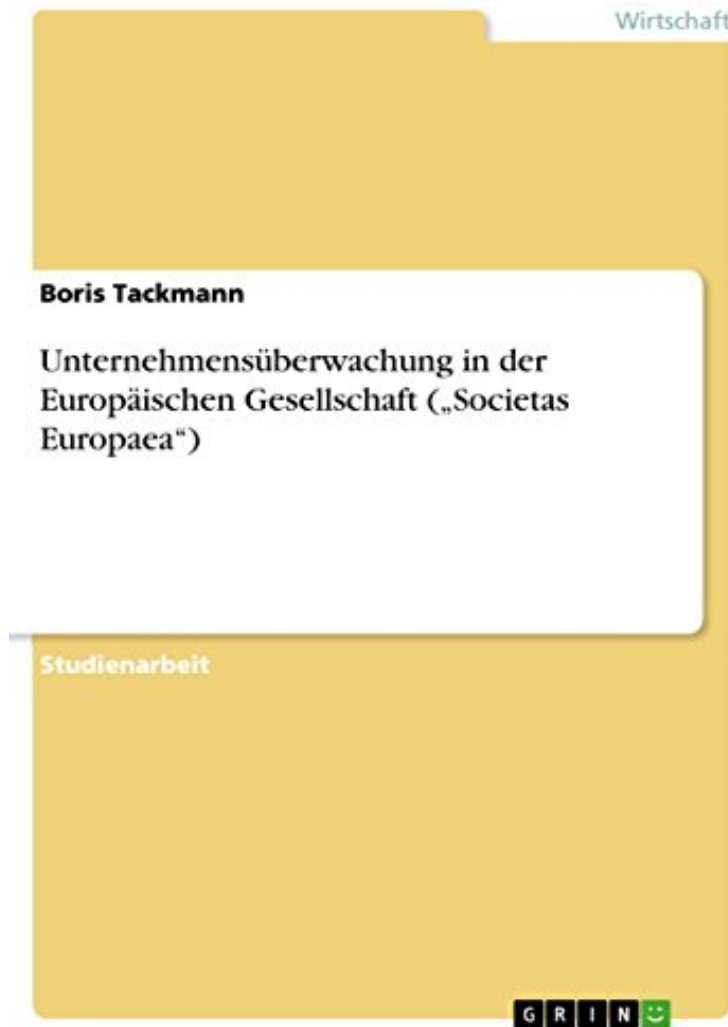 Wirtschaft
Boris Tackmann
Unternehmensüberwachung in der
Europäischen Gesellschaft („Societas
Europaea“)
Studienarbeit
GRIN